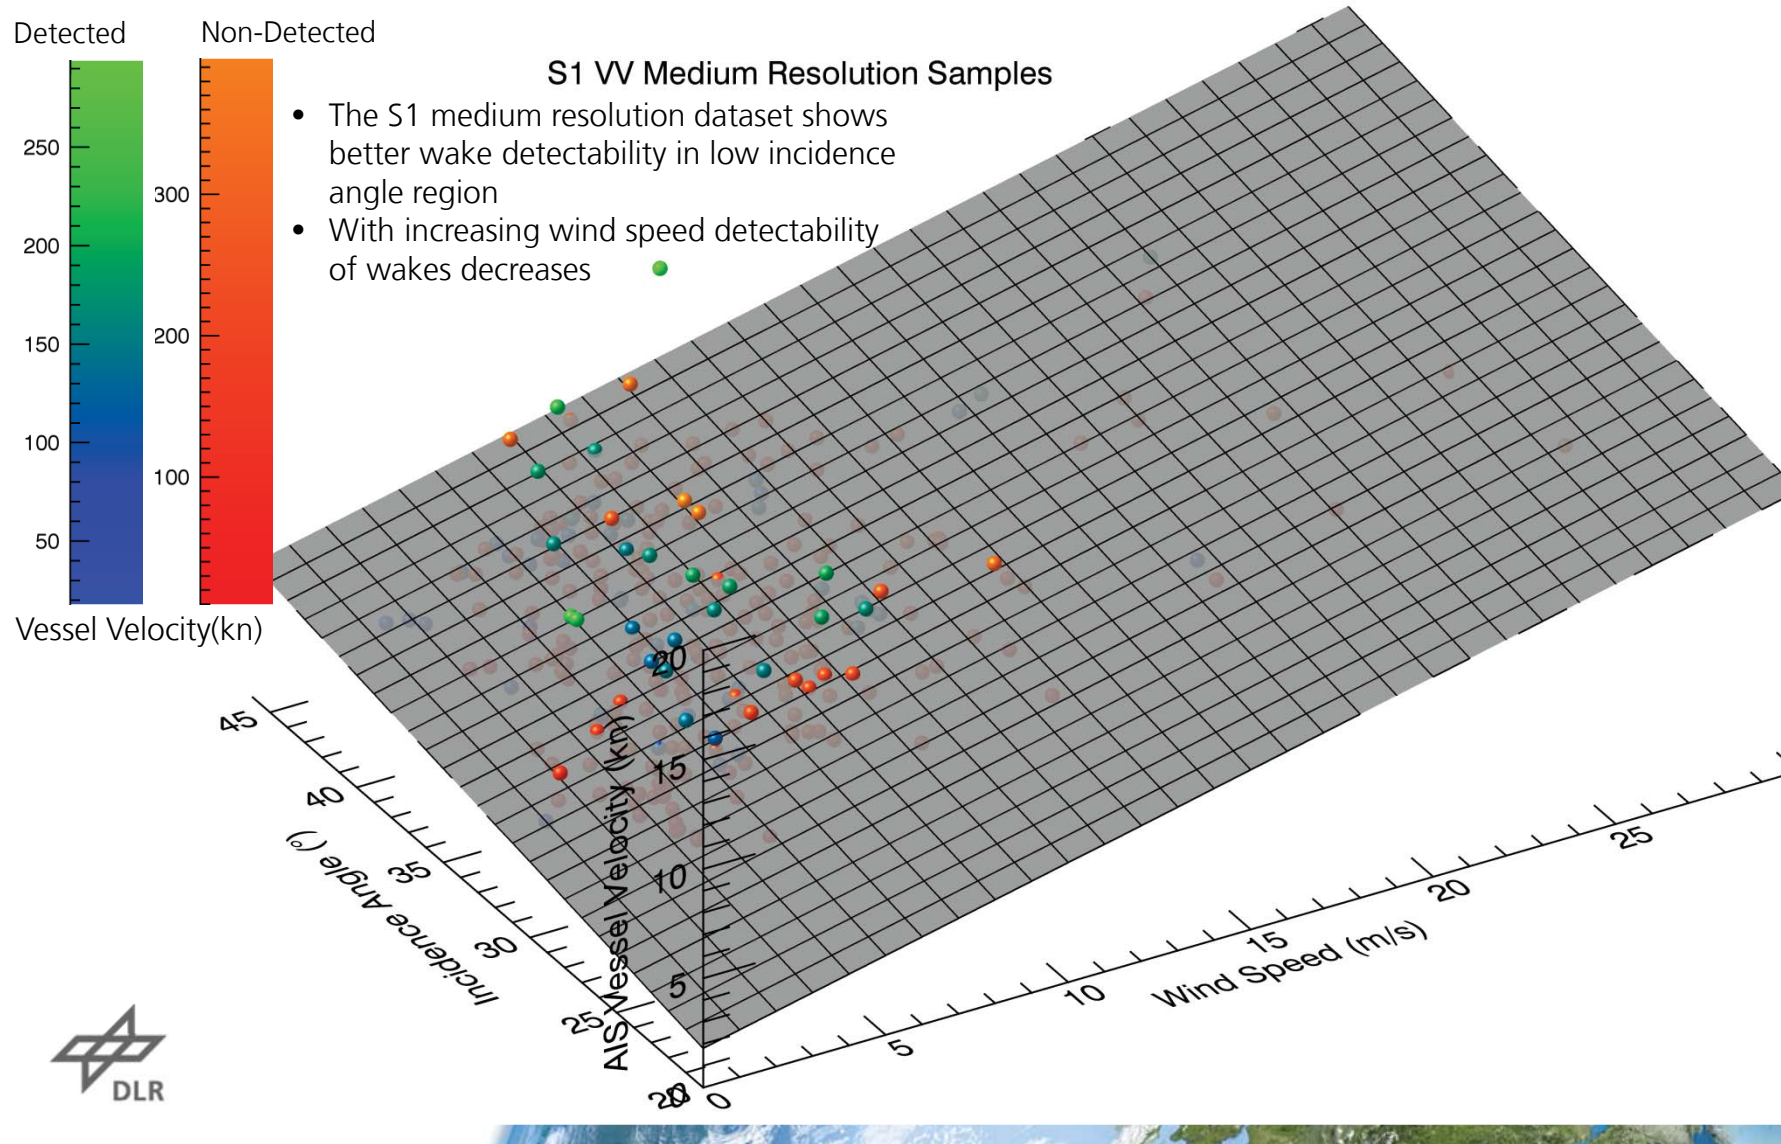 Detected
Non-Detected
S1 VV Medium Resolution Samples
• The S1 medium resolution dataset shows
better wake detectability in low incidence
angle region
• With increasing wind speed detectability
of wakes decreases
250
200
150
100
50
300
200
100
Vessel Velocity(kn)
45
40
35
30
25
20
Incidence Angle (°)
20
15
10
5
0
AIS Vessel Velocity (kn)
0
5
10
15
20
25
Wind Speed (m/s)
DLR